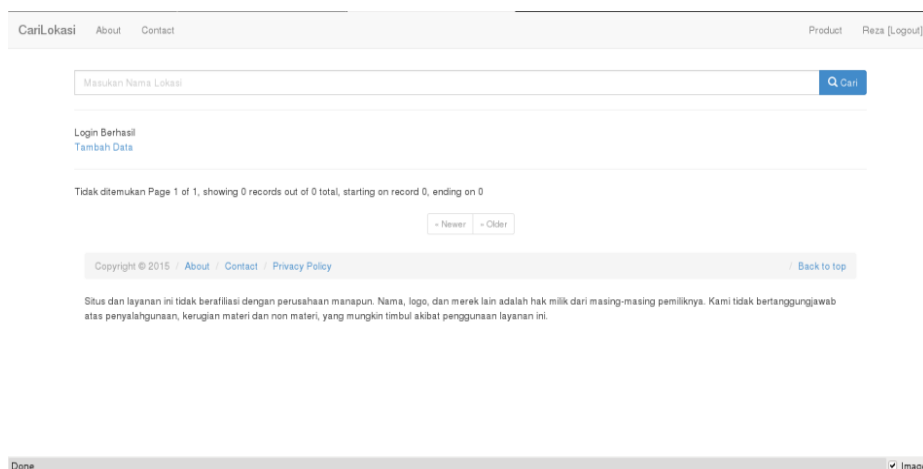 CariLokasi About Contact Product Reza [Logout]
Masukan Nama Lokasi Cari
Login Berhasil
Tambah Data
Tidak ditemukan Page 1 of 1, showing 0 records out of 0 total, starting on record 0, ending on 0
« Newer » Older
Copyright © 2015 / About / Contact / Privacy Policy / Back to top
Situs dan layanan ini tidak berafiliasi dengan perusahaan manapun. Nama, logo, dan merek lain adalah hak milik dari masing-masing pemiliknya. Kami tidak bertanggungjawab
atas penyalahgunaan, kerugian materi dan non materi, yang mungkin timbul akibat penggunaan layanan ini.
Done Imag